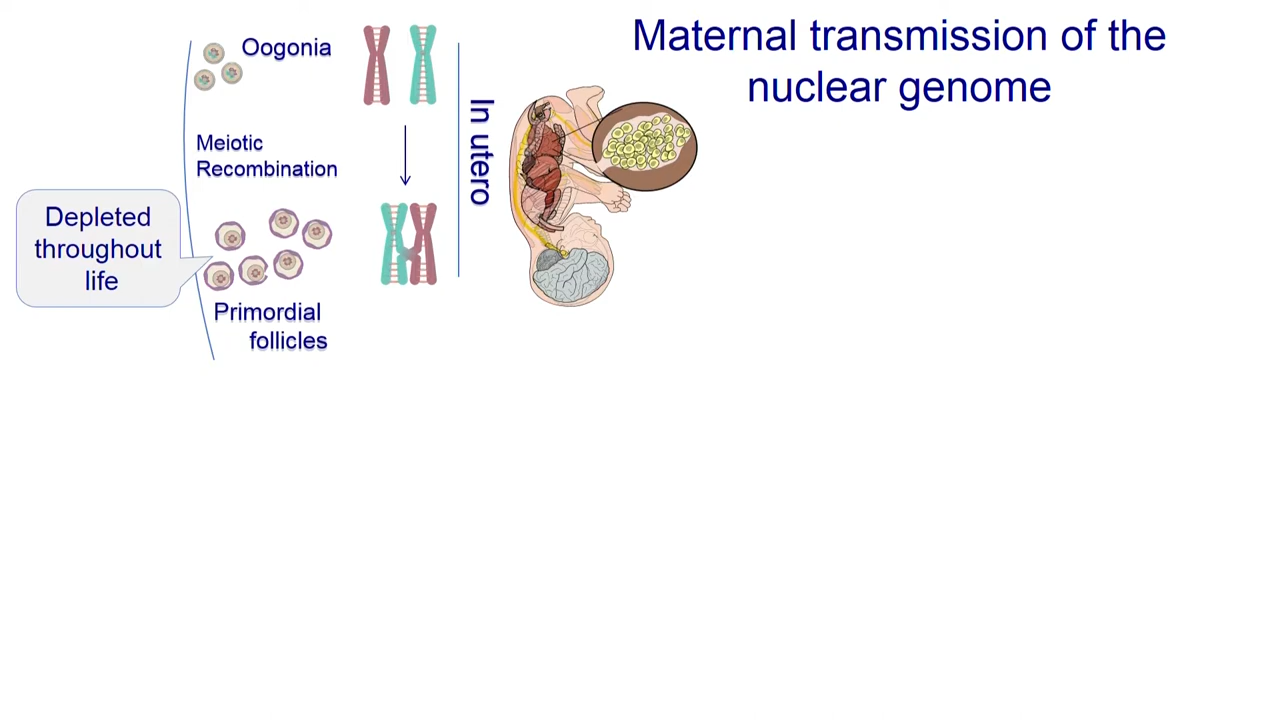 Maternal transmission of the
nuclear genome
Oogonia
Meiotic
Recombination
In utero
Depleted
throughout
life
Primordial
follicles